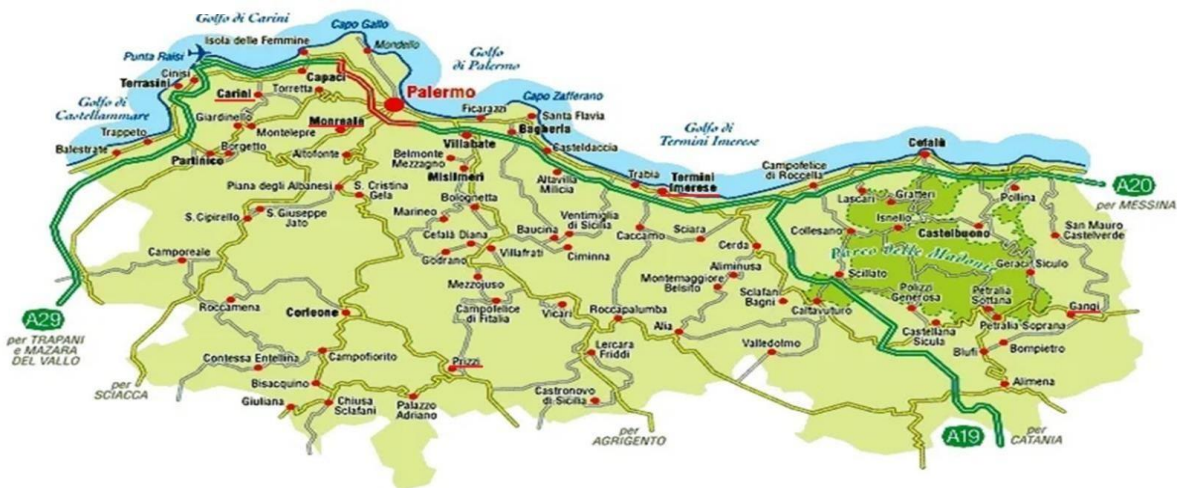 Golfo di Carini
Capo Gallo
Isola delle Femmine
Mondello
Punta Raisi
Golfo
di Palermo
Cinisi
Terrasini
Capaci
Carini
Torretta
Palermo
Capo Zafferano
Golfo di
Castellammare
Giardinello
Montelepre
Monreale
Ficarazzi
Santa Flavia
Bagheria
Golfo di
Termini Imerese
Trappeto
Balestrate
Borgetto
Partinico
Altofonte
Villabate
Casteldaccia
Cefalù
Belmonte
Mezzagno
Misilmeri
Altavilla
Milicia
Trabia
Termini
Imerese
Campofelice
di Roccella
A20
per MESSINA
Piana degli Albanesi
S. Cristina
Gela
Bolognetta
Lascari
Gratteri
Pollina
S. Cipirello
S. Giuseppe
Jato
Marineo
Ventimiglia
di Sicilia
Baucina
Caccamo
Sciara
Collesano
Isnello
Castelbuono
San Mauro
Castelverde
Cefalà Diana
Godrano
Villafrati
Ciminna
Cerda
Parco delle Madonie
Camporeale
Mezzojuso
Montemaggiore
Belsito
Aliminusa
Scillato
Geraci Siculo
Roccamena
Corleone
Campofelice
di Fitalia
Vicari
Roccapalumba
Sclafani
Bagni
Caltavuturo
Polizzi
Generosa
Petralia
Sottana
Gangi
A29
per TRAPANI
e MAZARA
DEL VALLO
Alia
Castellana
Sicula
Petralia Soprana
Contessa Entellina
Campofiorito
Prizzi
Lercara
Friddi
Valledolmo
Blufi
Bompietro
per
SCIACCA
Bisacquino
Giuliana
Chiusa
Sclafani
Palazzo
Adriano
Castronovo
di Sicilia
Alimena
per
AGRIGENTO
A19
per
CATANIA